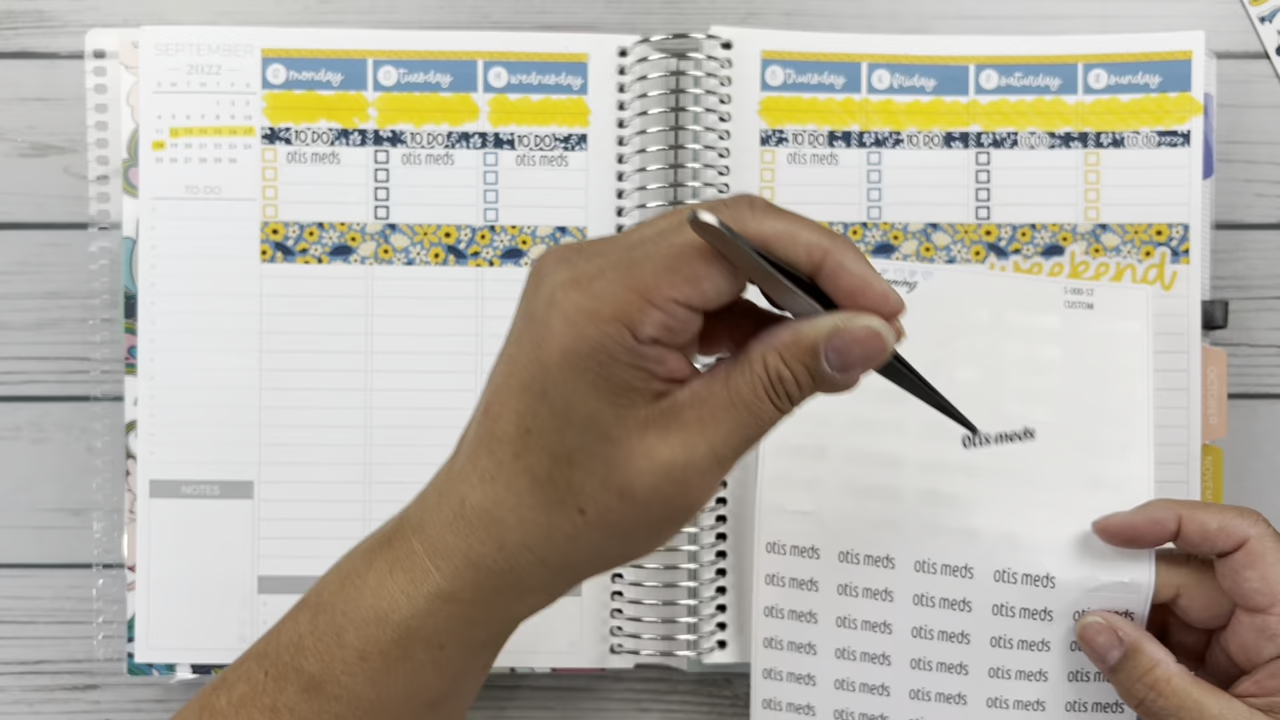 SEPTEMBER
2022
S M T W T F S
monday
tuesday
wednesday
thursday
friday
saturday
sunday
TO DO
TO DO
TO DO
TO DO
TO DO
to do
to do
otis meds
otis meds
otis meds
otis meds
TO-DO
weekend
CUSTOM
otis meds
NOTES
OCTOBER
otis meds otis meds otis meds otis meds
otis meds otis meds otis meds otis meds otis meds
otis meds otis meds otis meds otis meds
otis meds otis meds otis meds otis meds
otis meds otis meds otis meds otis meds
otis meds otis meds otis meds otis meds otis meds